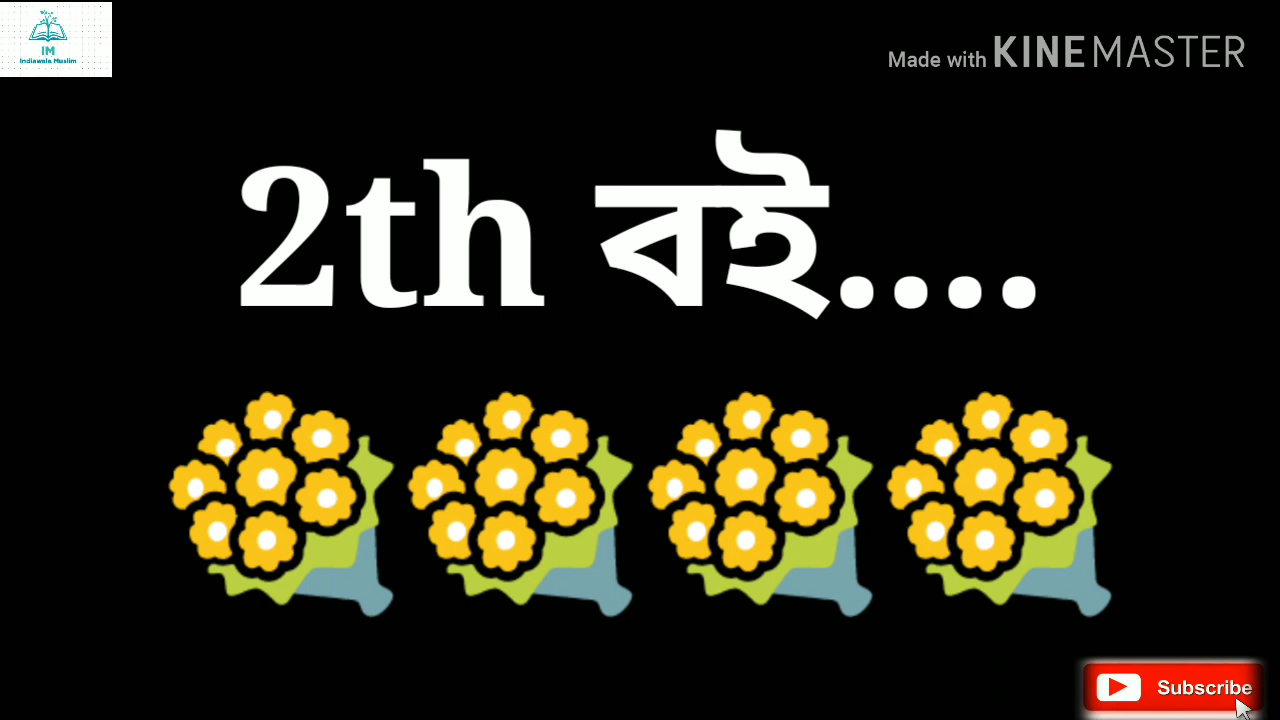 IM
Indiawala Muslim
Made with KINEMASTER
2th বই....
Subscribe